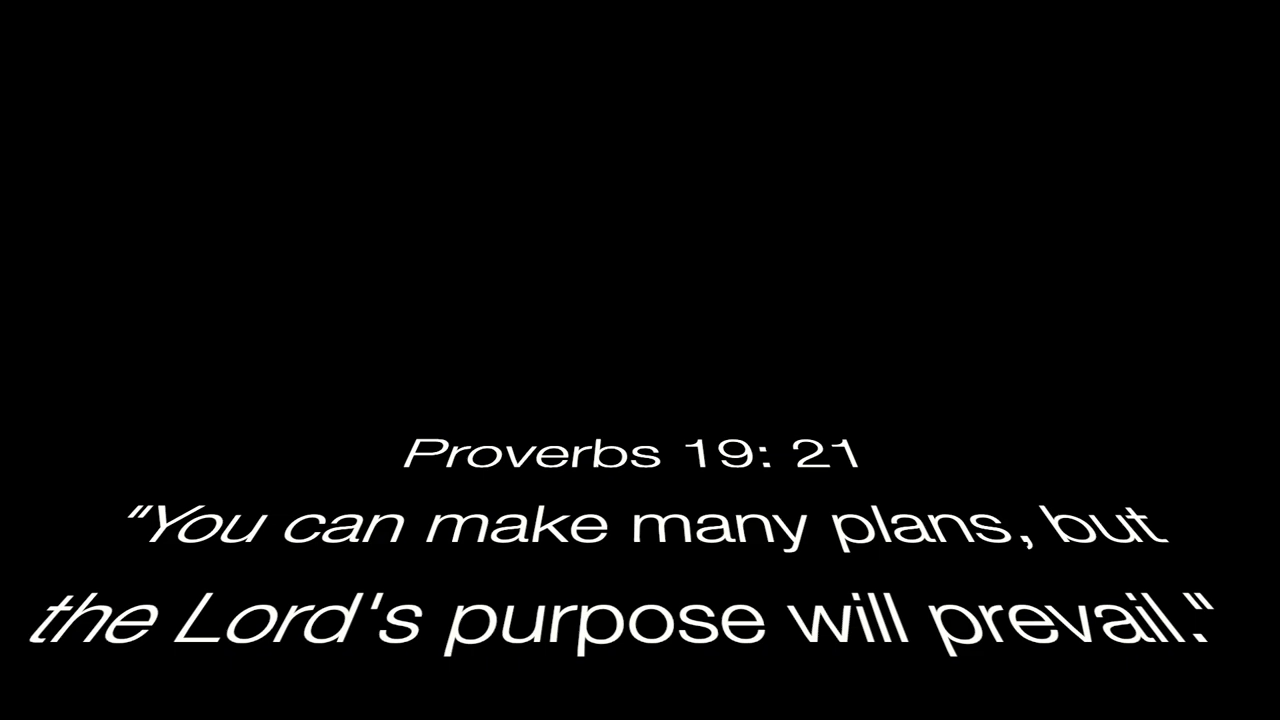 Proverbs 19: 21
"You can make many plans, but
the Lord's purpose will prevail."